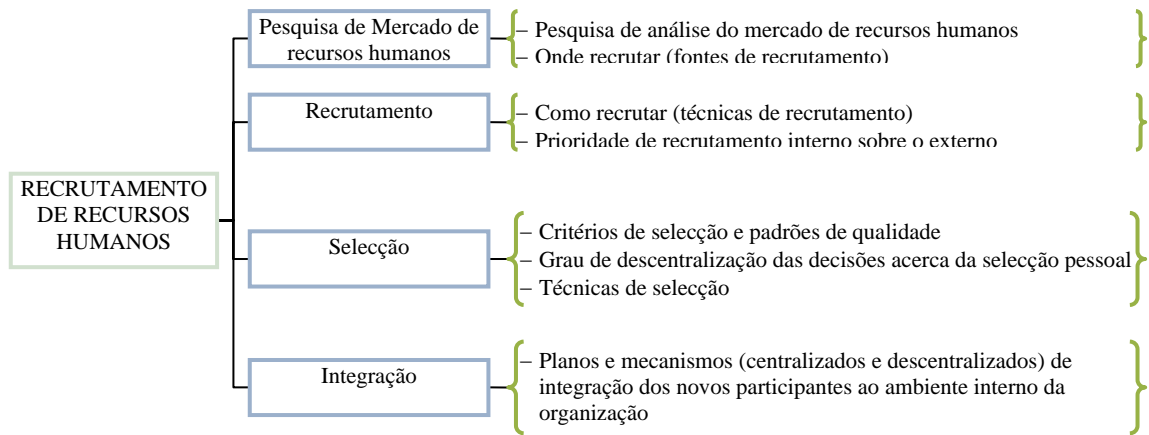 Pesquisa de Mercado de
recursos humanos
– Pesquisa de análise do mercado de recursos humanos
– Onde recrutar (fontes de recrutamento)
Recrutamento
– Como recrutar (técnicas de recrutamento)
– Prioridade de recrutamento interno sobre o externo
RECRUTAMENTO
DE RECURSOS
HUMANOS
Selecção
– Critérios de selecção e padrões de qualidade
– Grau de descentralização das decisões acerca da selecção pessoal
– Técnicas de selecção
Integração
– Planos e mecanismos (centralizados e descentralizados) de
integração dos novos participantes ao ambiente interno da
organização